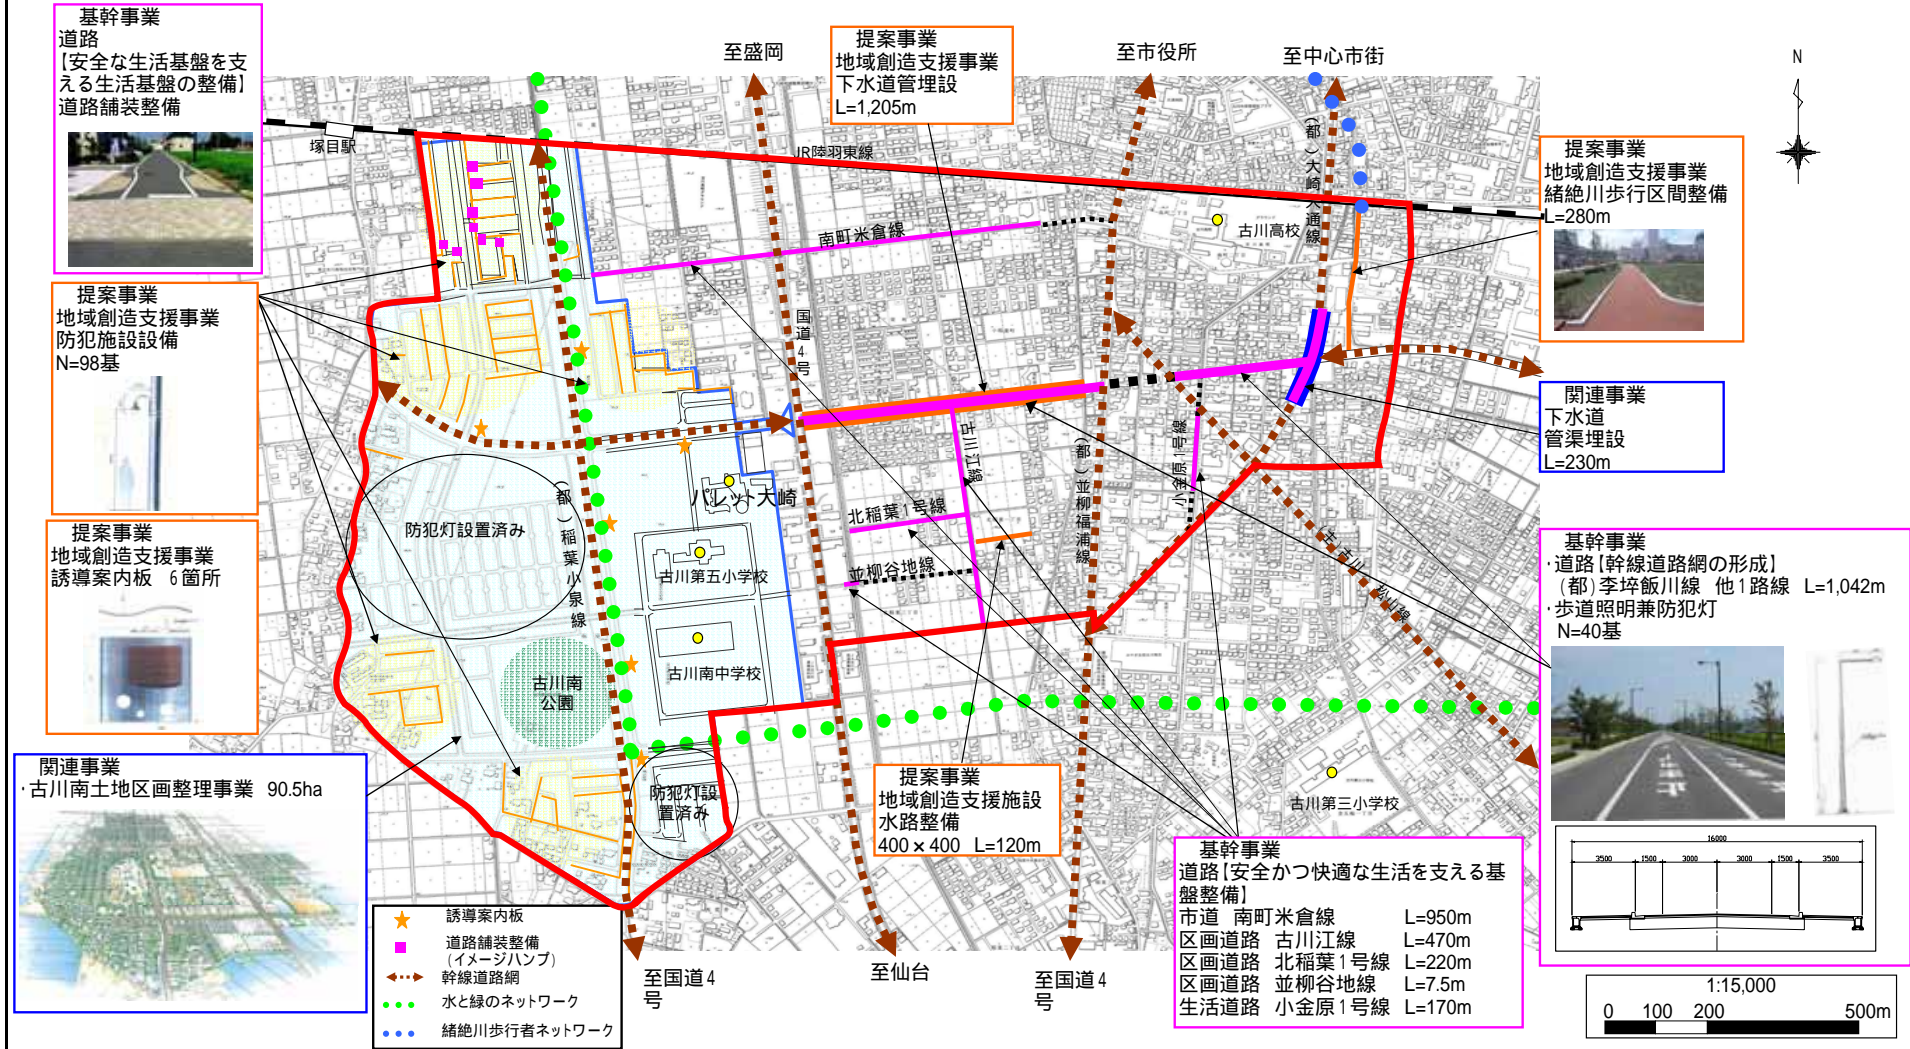 基幹事業
道路
【安全な生活基盤を支
える生活基盤の整備】
道路舗装整備
提案事業
地域創造支援事業
防犯施設設備
N=98基
提案事業
地域創造支援事業
誘導案内板 6箇所
関連事業
・古川南土地区画整理事業 90.5ha
至盛岡
提案事業
地域創造支援事業
下水道管埋設
L=1,205m
至市役所
至中心市街
N
提案事業
地域創造支援事業
緒絶川歩行区間整備
L=280m
関連事業
下水道
管渠埋設
L=230m
基幹事業
・道路【幹線道路網の形成】
(都)李埣飯川線 他1路線 L=1,042m
・歩道照明兼防犯灯
N=40基
16000
3500 1500 3000 3000 1500 3500
1:15,000
0 100 200 500m
塚目駅
JR陸羽東線
(都)大崎大通線
南町米倉線
古川高校
国道4号
古川江線
小金原1号線
(都)並柳福浦線
パレット大崎
北稲葉1号線
並柳谷地線
防犯灯設置済み
(都)稲葉小泉線
古川第五小学校
古川南中学校
古川南
公園
防犯灯設
置済み
松山線
古川第三小学校
提案事業
地域創造支援施設
水路整備
400×400 L=120m
基幹事業
道路【安全かつ快適な生活を支える基
盤整備】
市道 南町米倉線 L=950m
区画道路 古川江線 L=470m
区画道路 北稲葉1号線 L=220m
区画道路 並柳谷地線 L=7.5m
生活道路 小金原1号線 L=170m
誘導案内板
道路舗装整備
(イメージハンプ)
幹線道路網
水と緑のネットワーク
緒絶川歩行者ネットワーク
至国道4
号
至仙台
至国道4
号